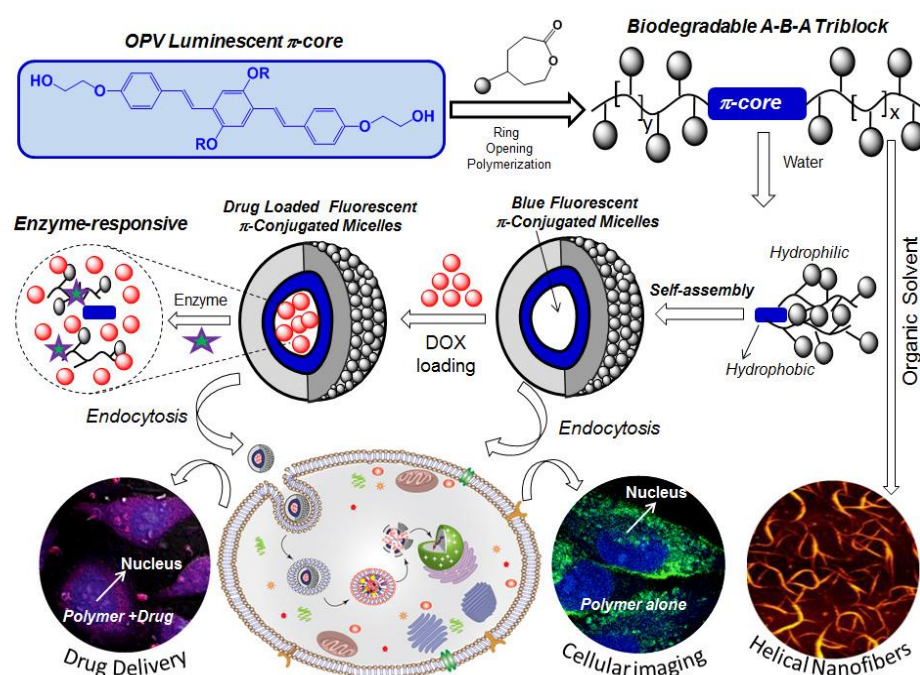 OPV Luminescent π-core
HO
O
OR
RO
O
OH
O
O
Ring
Opening
Polymerization
Biodegradable A-B-A Triblock
π-core
y
x
Water
Organic Solvent
Enzyme-responsive
Drug Loaded Fluorescent
π-Conjugated Micelles
Blue Fluorescent
π-Conjugated Micelles
Hydrophilic
Self-assembly
Hydrophobic
Enzyme
DOX
loading
Endocytosis
Endocytosis
Nucleus
Polymer +Drug
Drug Delivery
Nucleus
Polymer alone
Cellular imaging
Helical Nanofibers